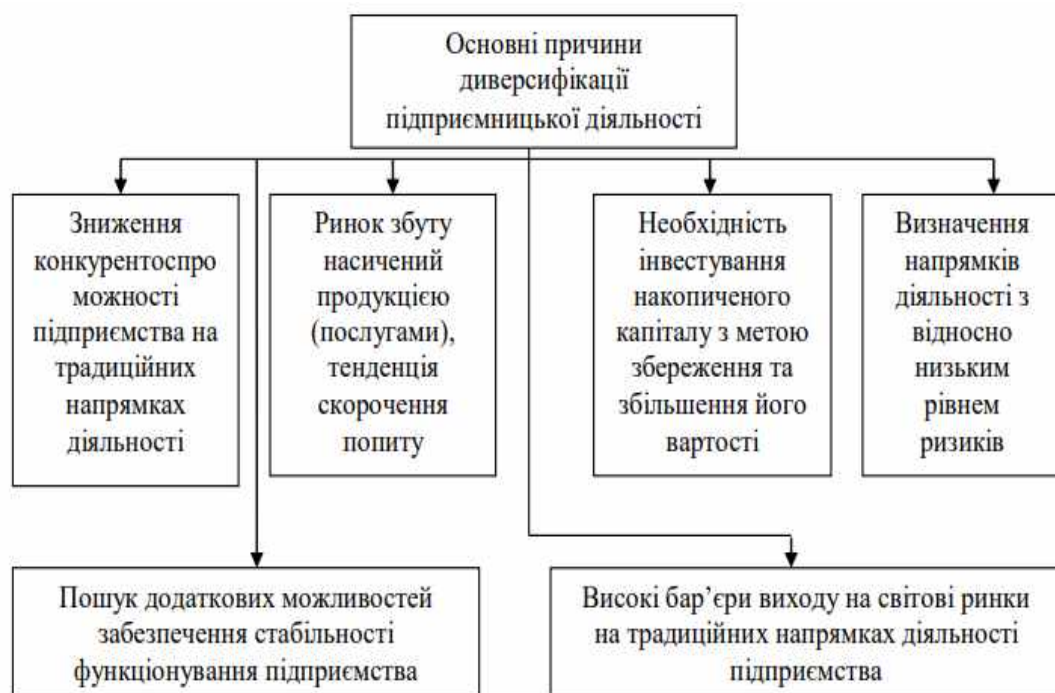 Основні причини
диверсифікації
підприємницької діяльності
Зниження
конкурентоспро
можності
підприємства на
традиційних
напрямках
діяльності
Ринок збуту
насичений
продукцією
(послугами),
тенденція
скорочення
попиту
Необхідність
інвестування
накопиченого
капіталу з метою
збереження та
збільшення його
вартості
Визначення
напрямків
діяльності з
відносно
низьким
рівнем
ризиків
Пошук додаткових можливостей
забезпечення стабільності
функціонування підприємства
Високі бар’єри виходу на світові ринки
на традиційних напрямках діяльності
підприємства